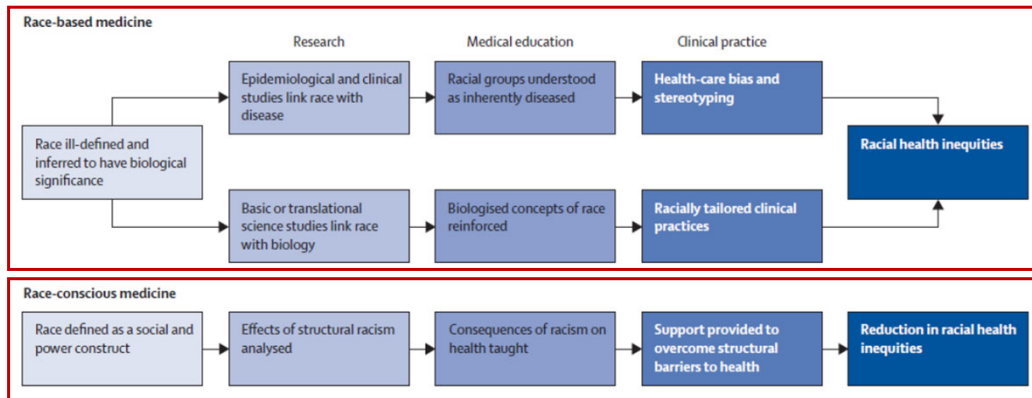 Race-based medicine
Research
Medical education
Clinical practice
Race ill-defined and
inferred to have biological
significance
Epidemiological and clinical
studies link race with
disease
Racial groups understood
as inherently diseased
Health-care bias and
stereotyping
Basic or translational
science studies link race
with biology
Biologised concepts of race
reinforced
Racially tailored clinical
practices
Racial health inequities
Race-conscious medicine
Race defined as a social and
power construct
Effects of structural racism
analysed
Consequences of racism on
health taught
Support provided to
overcome structural
barriers to health
Reduction in racial health
inequities